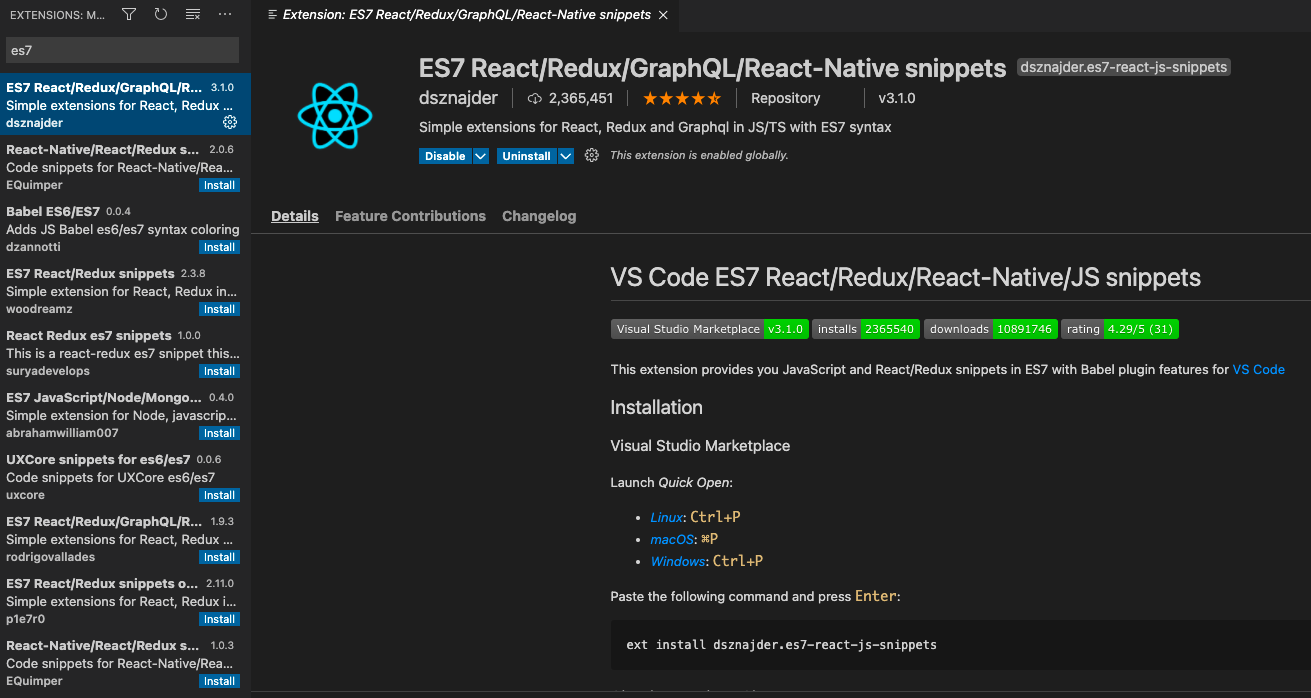 EXTENSIONS: M...
es7
ES7 React/Redux/GraphQL/R... 3.1.0
Simple extensions for React, Redux ...
dsznajder
React-Native/React/Redux s... 2.0.6
Code snippets for React-Native/Rea...
EQuimper Install
Babel ES6/ES7 0.0.4
Adds JS Babel es6/es7 syntax coloring
dzannotti Install
ES7 React/Redux snippets 2.3.8
Simple extension for React, Redux in...
woodreamz Install
React Redux es7 snippets 1.0.0
This is a react-redux es7 snippet this...
suryadevelops Install
ES7 JavaScript/Node/Mongo... 0.4.0
Simple extension for Node, javascrip...
abrahamwilliam007 Install
UXCore snippets for es6/es7 0.0.6
Code snippets for UXCore es6/es7
uxcore Install
ES7 React/Redux/GraphQL/R... 1.9.3
Simple extensions for React, Redux ...
rodrigovallades Install
ES7 React/Redux snippets o... 2.11.0
Simple extensions for React, Redux i...
p1e7r0 Install
React-Native/React/Redux s... 1.0.3
Code snippets for React-Native/Rea...
EQuimper Install
Extension: ES7 React/Redux/GraphQL/React-Native snippets
ES7 React/Redux/GraphQL/React-Native snippets dsznajder.es7-react-js-snippets
dsznajder 2,365,451 Repository v3.1.0
Simple extensions for React, Redux and Graphql in JS/TS with ES7 syntax
Disable Uninstall This extension is enabled globally.
Details Feature Contributions Changelog
VS Code ES7 React/Redux/React-Native/JS snippets
Visual Studio Marketplace v3.1.0 installs 2365540 downloads 10891746 rating 4.29/5 (31)
This extension provides you JavaScript and React/Redux snippets in ES7 with Babel plugin features for VS Code
Installation
Visual Studio Marketplace
Launch Quick Open:
• Linux: Ctrl+P
• macOS: ⌘P
• Windows: Ctrl+P
Paste the following command and press Enter:
ext install dsznajder.es7-react-js-snippets